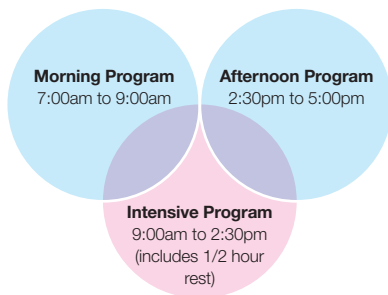 Morning Program
7:00am to 9:00am
Afternoon Program
2:30pm to 5:00pm
Intensive Program
9:00am to 2:30pm
(includes 1/2 hour
rest)